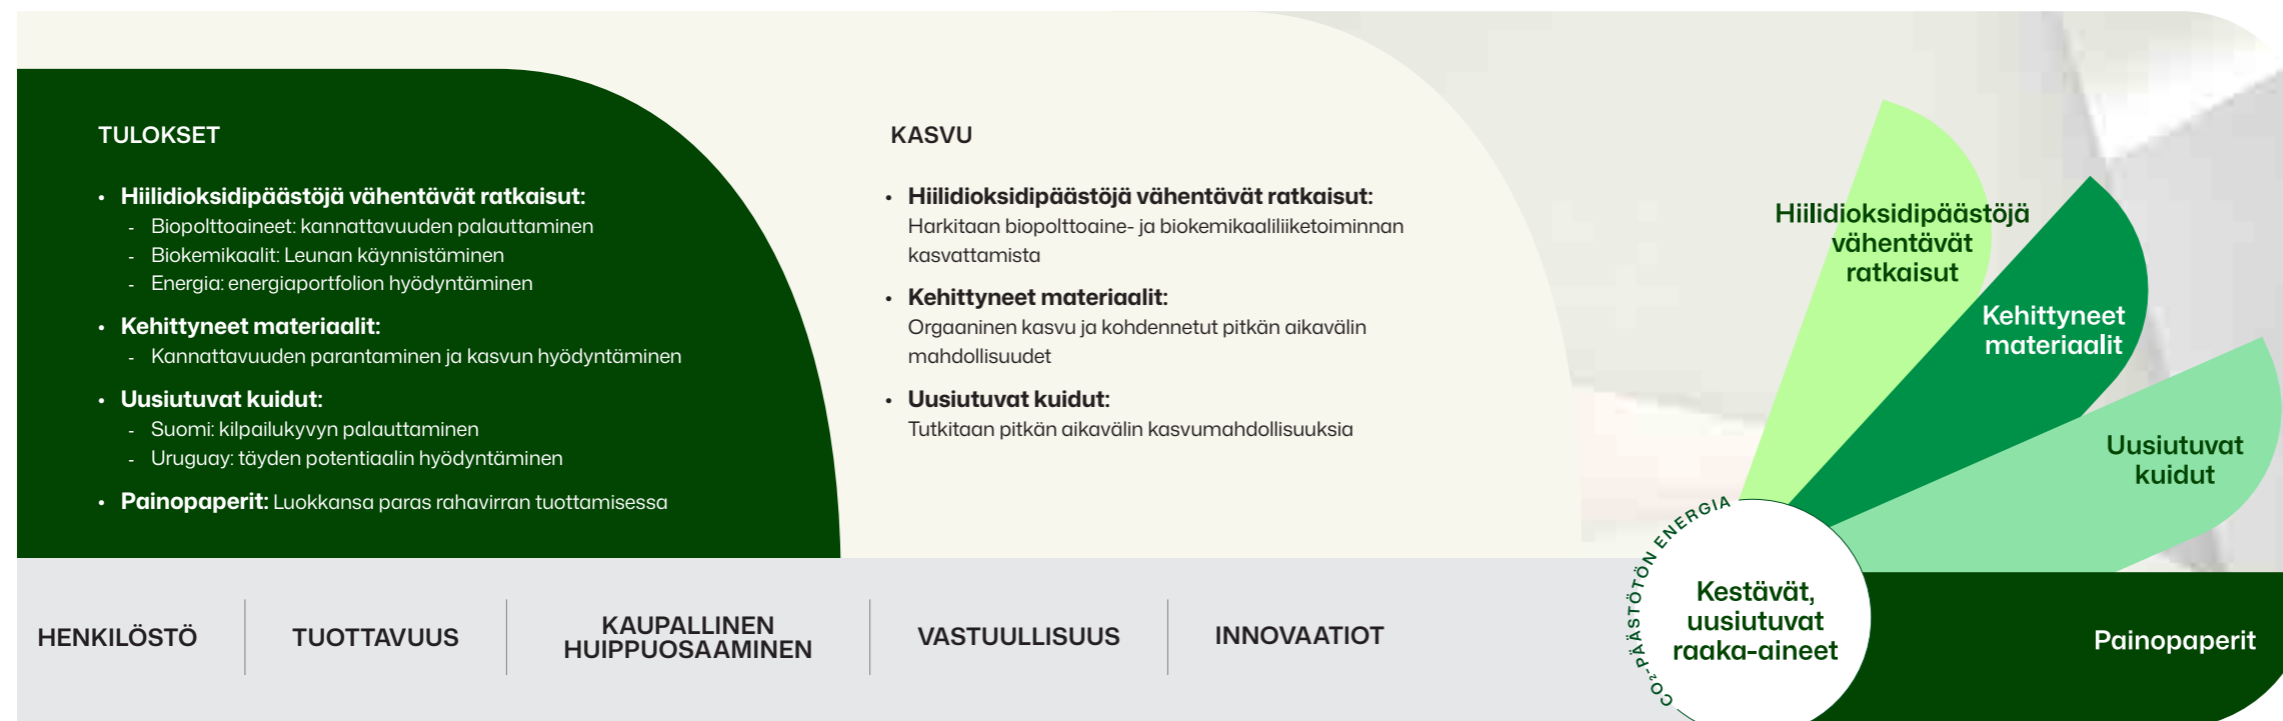 TULOKSET
• Hiilidioksidipäästöjä vähentävät ratkaisut:
- Biopolttoaineet: kannattavuuden palauttaminen
- Biokemikaalit: Leunan käynnistäminen
- Energia: energiaportfolion hyödyntäminen
• Kehittyneet materiaalit:
- Kannattavuuden parantaminen ja kasvun hyödyntäminen
• Uusiutuvat kuidut:
- Suomi: kilpailukyvyn palauttaminen
- Uruguay: täyden potentiaalin hyödyntäminen
• Painopaperit: Luokkansa paras rahavirran tuottamisessa
KASVU
• Hiilidioksidipäästöjä vähentävät ratkaisut:
Harkitaan biopolttoaine- ja biokemikaaliliiketoiminnan
kasvattamista
• Kehittyneet materiaalit:
Orgaaninen kasvu ja kohdennetut pitkän aikavälin
mahdollisuudet
• Uusiutuvat kuidut:
Tutkitaan pitkän aikavälin kasvumahdollisuuksia
Hiilidioksidipäästöjä
vähentävät
ratkaisut
Kehittyneet
materiaalit
Uusiutuvat
kuidut
CO₂-PÄÄSTÖTÖN ENERGIA
Kestävät,
uusiutuvat
raaka-aineet
Painopaperit
HENKILÖSTÖ
TUOTTAVUUS
KAUPALLINEN
HUIPPUOSAAMINEN
VASTUULLISUUS
INNOVAATIOT